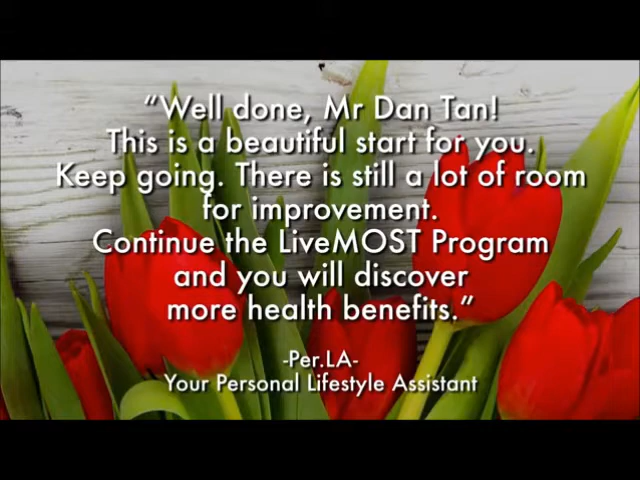 “Well done, Mr Dan Tan!
This is a beautiful start for you.
Keep going. There is still a lot of room
for improvement.
Continue the LiveMOST Program
and you will discover
more health benefits.”
-Per.LA-
Your Personal Lifestyle Assistant